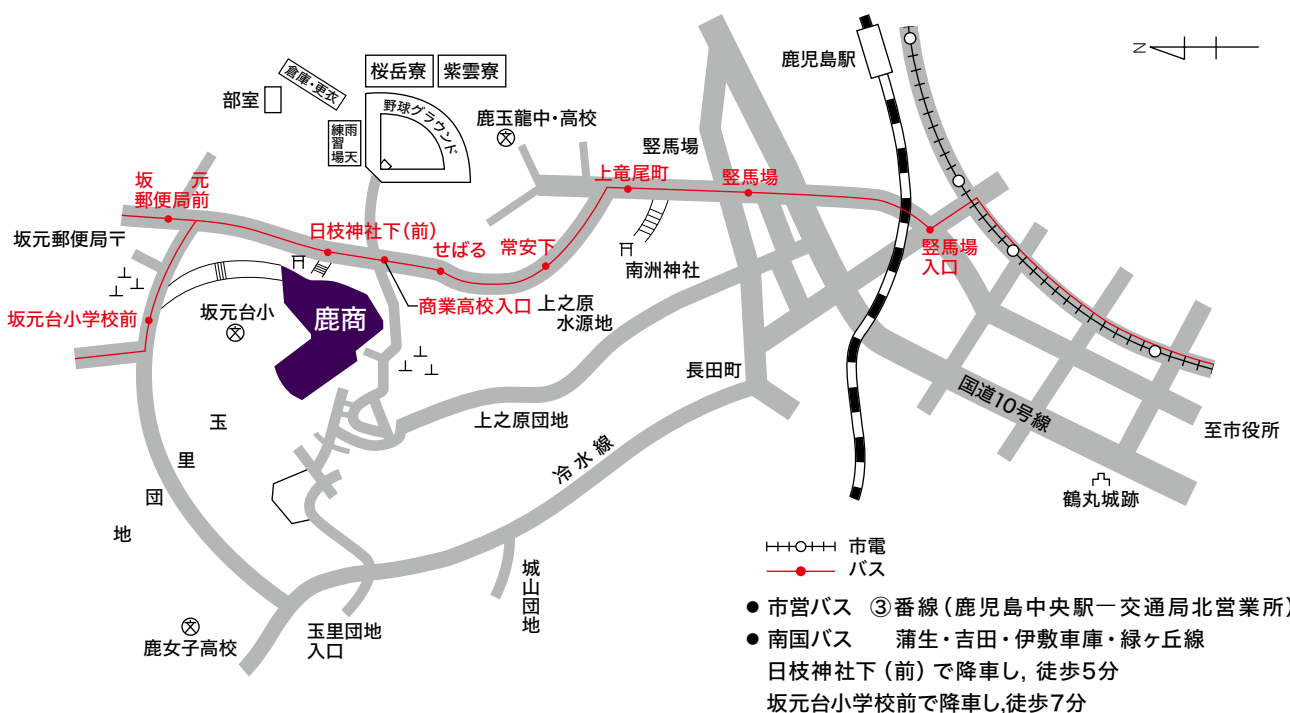 桜岳寮
紫雲寮
倉庫・更衣
部室
雨天
練習場
野球グラウンド
鹿玉龍中・高校
文
鹿児島駅
N
竪馬場
坂元
郵便局前
上竜尾町
竪馬場
坂元郵便局〒
日枝神社下(前)
せばる
常安下
南洲神社
竪馬場
入口
坂元台小学校前
坂元台小
文
鹿商
商業高校入口
上之原
水源地
長田町
国道10号線
上之原団地
至市役所
玉里団地
冷水線
鶴丸城跡
城山団地
文
鹿女子高校
玉里団地
入口
市電
バス
● 市営バス ③番線(鹿児島中央駅ー交通局北営業所)
● 南国バス 蒲生・吉田・伊敷車庫・緑ヶ丘線
日枝神社下(前)で降車し,徒歩5分
坂元台小学校前で降車し,徒歩7分